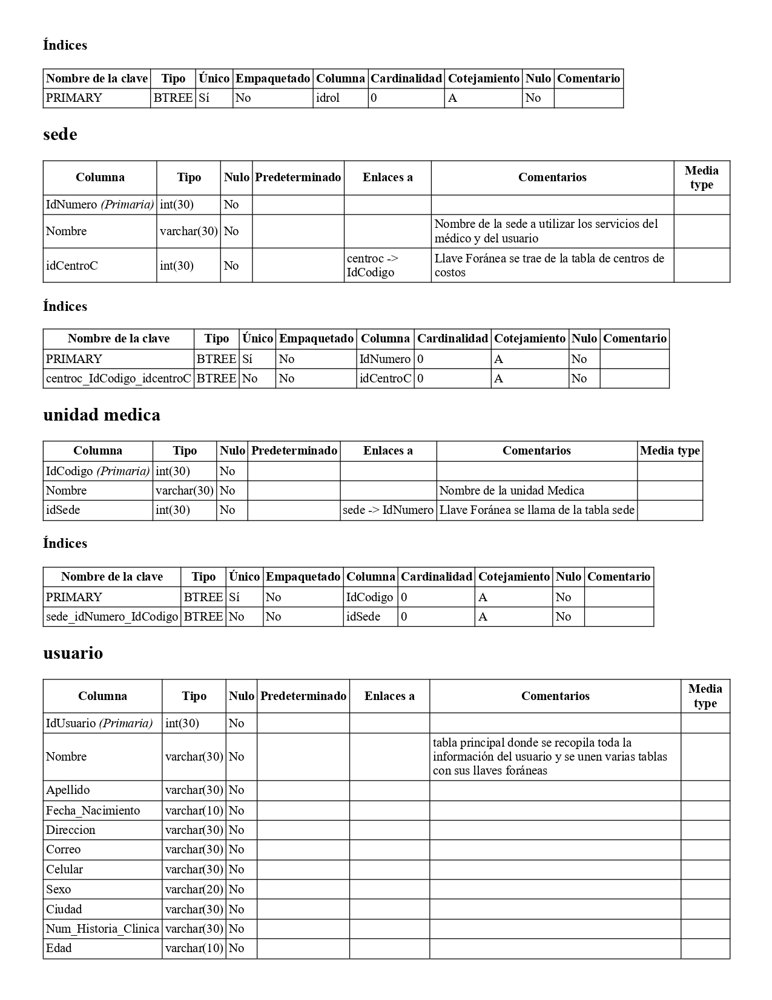 Índices
Nombre de la clave Tipo Único Empaquetado Columna Cardinalidad Cotejamiento Nulo Comentario
PRIMARY BTREE Sí No idrol 0 A No
sede
Columna Tipo Nulo Predeterminado Enlaces a Comentarios Media type
IdNumero (Primaria) int(30) No
Nombre varchar(30) No Nombre de la sede a utilizar los servicios del
médico y del usuario
idCentroC int(30) No centroc -> IdCodigo Llave Foránea se trae de la tabla de centros de
costos
Índices
Nombre de la clave Tipo Único Empaquetado Columna Cardinalidad Cotejamiento Nulo Comentario
PRIMARY BTREE Sí No IdNumero 0 A No
centroc_IdCodigo_idcentroC BTREE No No idCentroC 0 A No
unidad medica
Columna Tipo Nulo Predeterminado Enlaces a Comentarios Media type
IdCodigo (Primaria) int(30) No
Nombre varchar(30) No Nombre de la unidad Medica
idSede int(30) No sede -> IdNumero Llave Foránea se llama de la tabla sede
Índices
Nombre de la clave Tipo Único Empaquetado Columna Cardinalidad Cotejamiento Nulo Comentario
PRIMARY BTREE Sí No IdCodigo 0 A No
sede_idNumero_IdCodigo BTREE No No idSede 0 A No
usuario
Columna Tipo Nulo Predeterminado Enlaces a Comentarios Media type
IdUsuario (Primaria) int(30) No
Nombre varchar(30) No tabla principal donde se recopila toda la
información del usuario y se unen varias tablas
con sus llaves foráneas
Apellido varchar(30) No
Fecha_Nacimiento varchar(10) No
Direccion varchar(30) No
Correo varchar(30) No
Celular varchar(30) No
Sexo varchar(20) No
Ciudad varchar(30) No
Num_Historia_Clinica varchar(30) No
Edad varchar(10) No